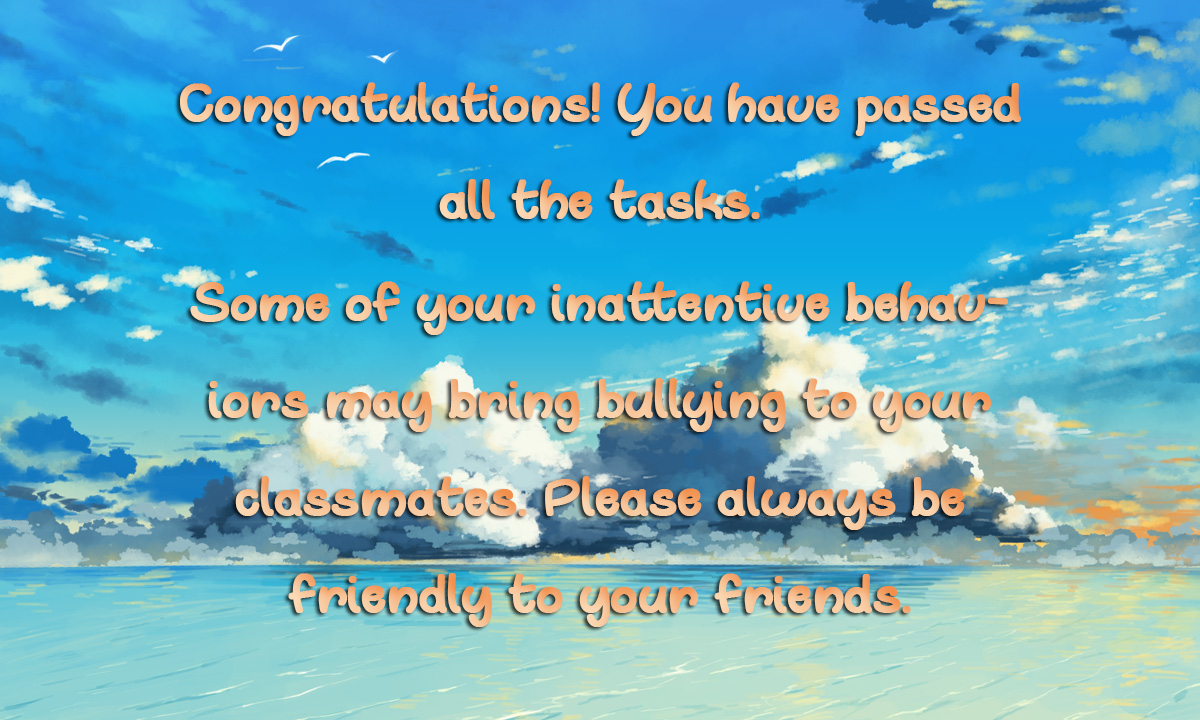 Congratulations! You have passed
all the tasks.
Some of your inattentive behav-
iors may bring bullying to your
classmates. Please always be
friendly to your friends.